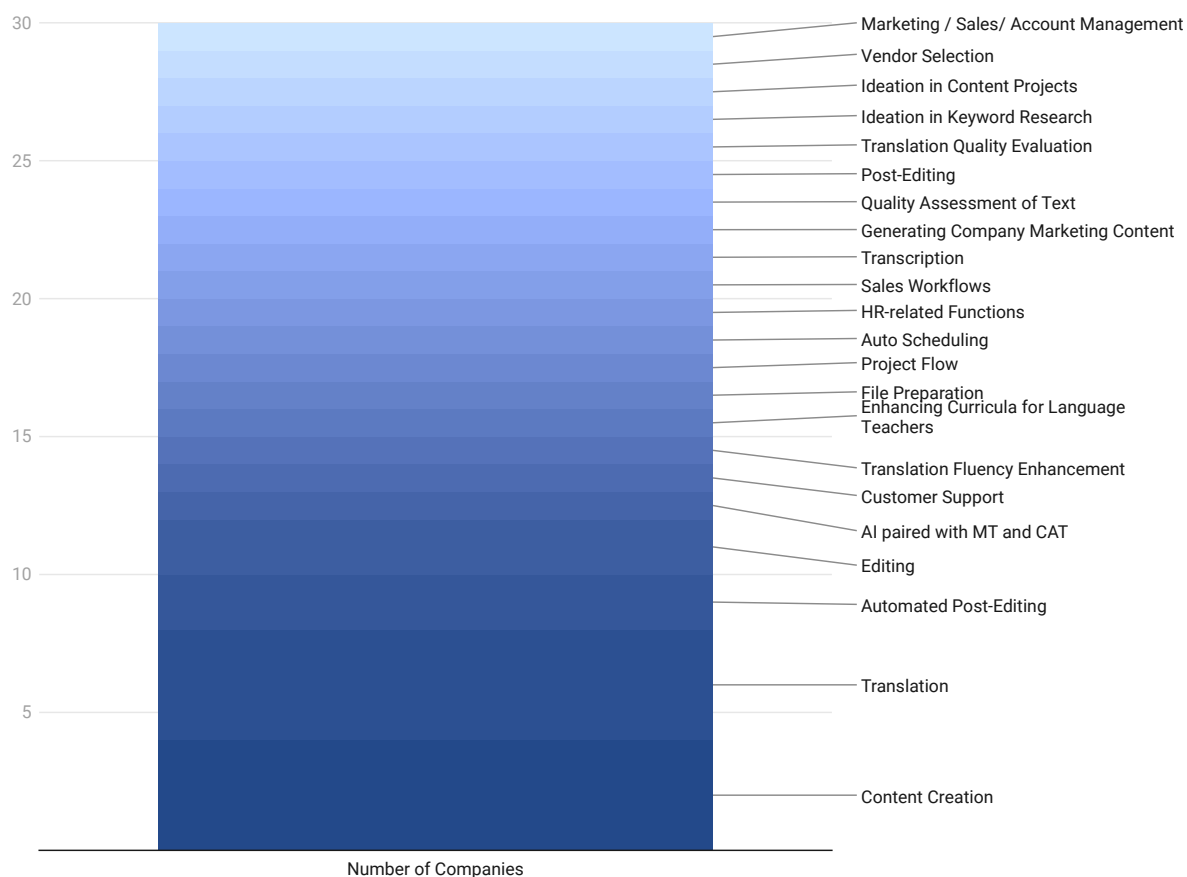 30
Marketing / Sales/ Account Management
Vendor Selection
Ideation in Content Projects
Ideation in Keyword Research
Translation Quality Evaluation
25
Post-Editing
Quality Assessment of Text
Generating Company Marketing Content
Transcription
Sales Workflows
20
HR-related Functions
Auto Scheduling
Project Flow
File Preparation
Enhancing Curricula for Language
Teachers
15
Translation Fluency Enhancement
Customer Support
AI paired with MT and CAT
Editing
10
Automated Post-Editing
Translation
5
Content Creation
Number of Companies